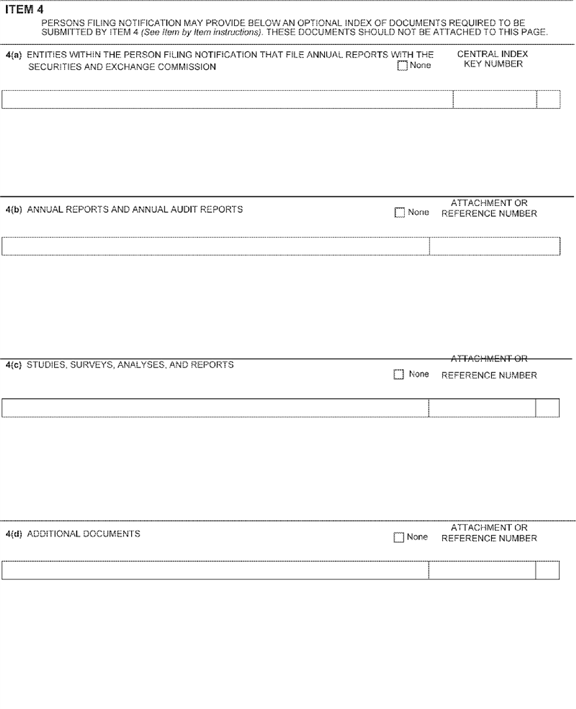 ITEM 4
PERSONS FILING NOTIFICATION MAY PROVIDE BELOW AN OPTIONAL INDEX OF DOCUMENTS REQUIRED TO BE
SUBMITTED BY ITEM 4 (See Item by Item instructions). THESE DOCUMENTS SHOULD NOT BE ATTACHED TO THIS PAGE.
4(a) ENTITIES WITHIN THE PERSON FILING NOTIFICATION THAT FILE ANNUAL REPORTS WITH THE
SECURITIES AND EXCHANGE COMMISSION
None
CENTRAL INDEX
KEY NUMBER
4(b) ANNUAL REPORTS AND ANNUAL AUDIT REPORTS
None
ATTACHMENT OR
REFERENCE NUMBER
4(c) STUDIES, SURVEYS, ANALYSES, AND REPORTS
None
ATTACHMENT OR
REFERENCE NUMBER
4(d) ADDITIONAL DOCUMENTS
None
ATTACHMENT OR
REFERENCE NUMBER